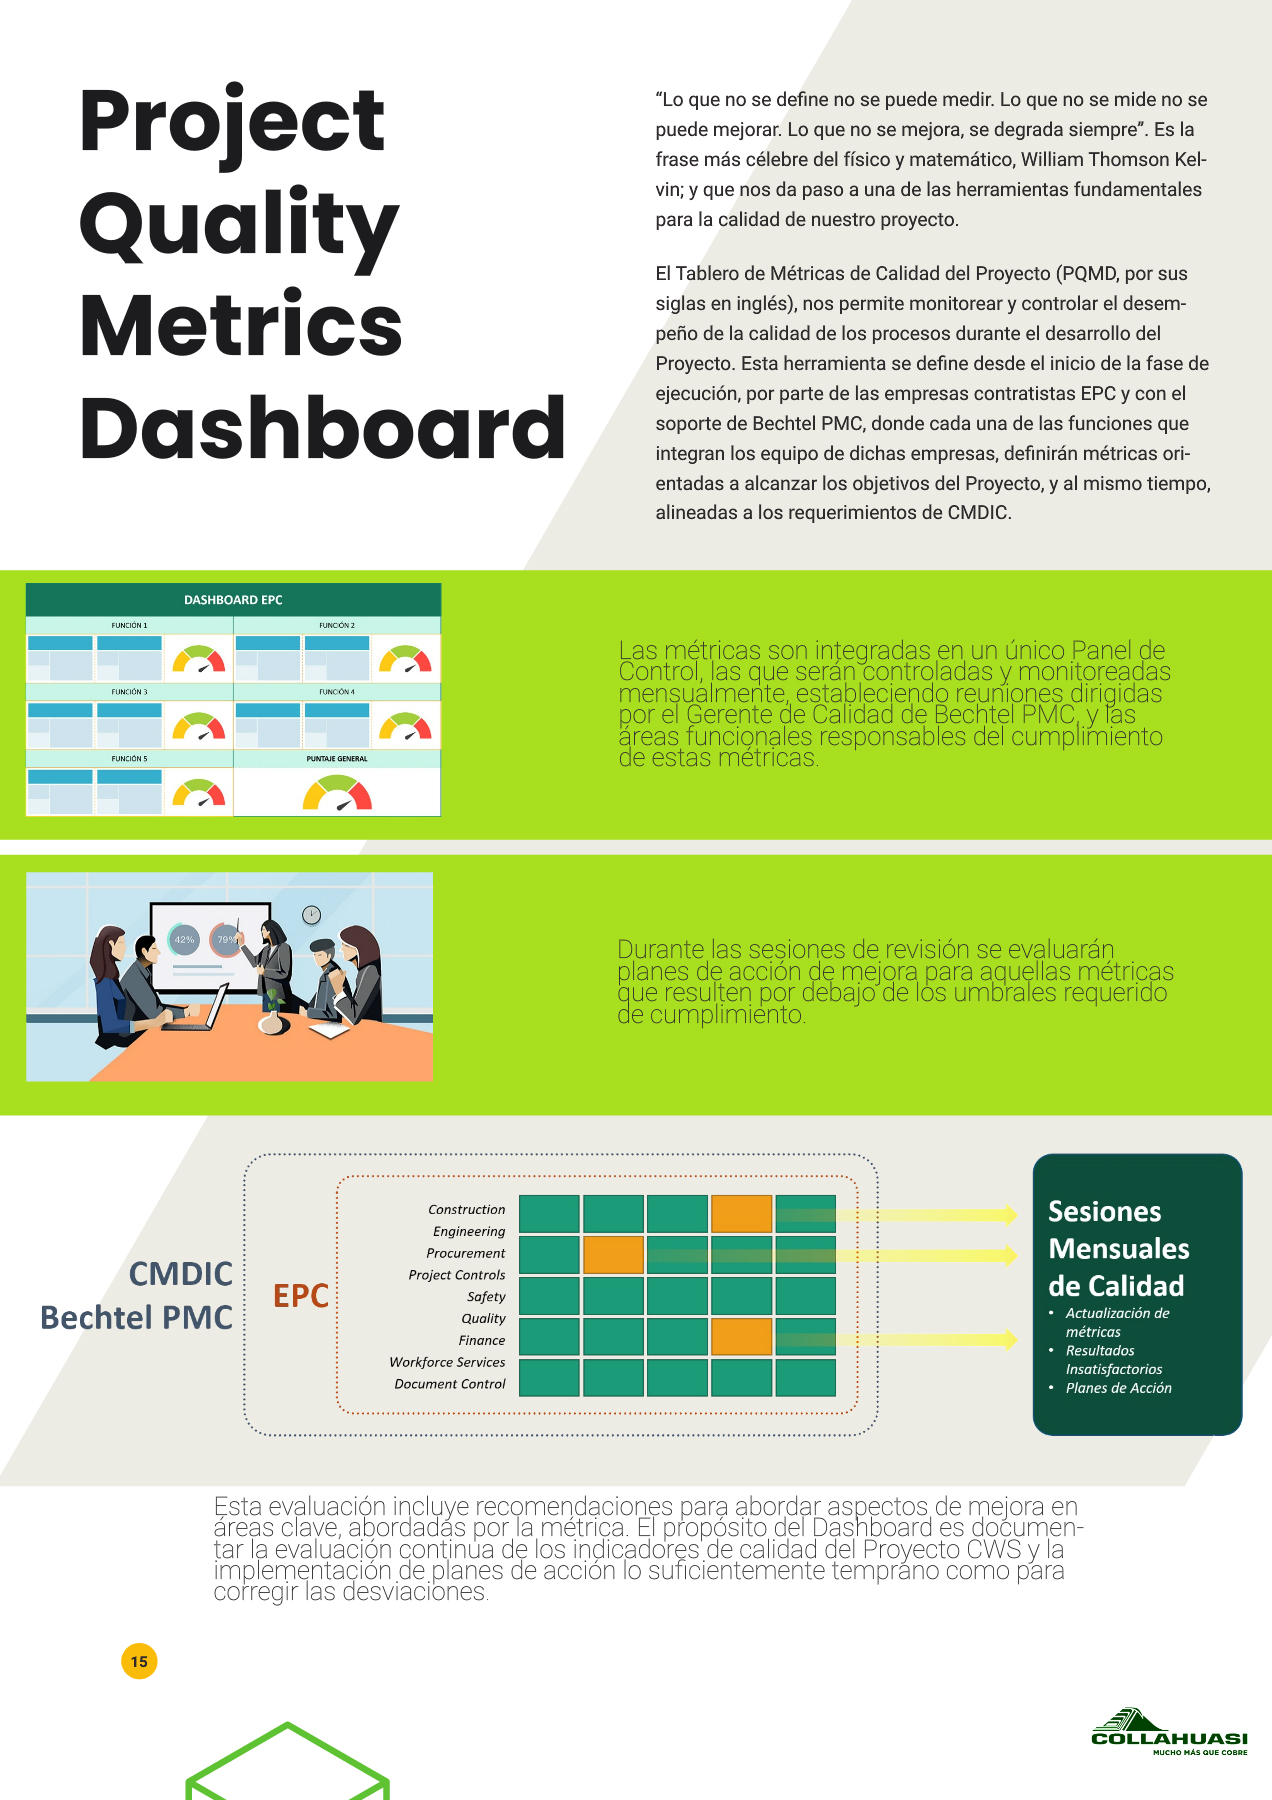 Project
Quality
Metrics
Dashboard
“Lo que no se define no se puede medir. Lo que no se mide no se
puede mejorar. Lo que no se mejora, se degrada siempre”. Es la
frase más célebre del físico y matemático, William Thomson Kel-
vin; y que nos da paso a una de las herramientas fundamentales
para la calidad de nuestro proyecto.
El Tablero de Métricas de Calidad del Proyecto (PQMD, por sus
siglas en inglés), nos permite monitorear y controlar el desem-
peño de la calidad de los procesos durante el desarrollo del
Proyecto. Esta herramienta se define desde el inicio de la fase de
ejecución, por parte de las empresas contratistas EPC y con el
soporte de Bechtel PMC, donde cada una de las funciones que
integran los equipo de dichas empresas, definirán métricas ori-
entadas a alcanzar los objetivos del Proyecto, y al mismo tiempo,
alineadas a los requerimientos de CMDIC.
DASHBOARD EPC
FUNCIÓN 1
FUNCIÓN 2
FUNCIÓN 3
FUNCIÓN 4
FUNCIÓN 5
PUNTAJE GENERAL
Las métricas son integradas en un único Panel de
Control, las que serán controladas y monitoreadas
mensualmente, estableciendo reuniones dirigidas
por el Gerente de Calidad de Bechtel PMC, y las
áreas funcionales responsables del cumplimiento
de estas métricas.
42%
79%
Durante las sesiones de revisión se evaluarán
planes de acción de mejora para aquellas métricas
que resulten por debajo de los umbrales requerido
de cumplimiento.
CMDIC
Bechtel PMC
EPC
Construction
Engineering
Procurement
Project Controls
Safety
Quality
Finance
Workforce Services
Document Control
Sesiones
Mensuales
de Calidad
• Actualización de
métricas
• Resultados
Insatisfactorios
• Planes de Acción
Esta evaluación incluye recomendaciones para abordar aspectos de mejora en
áreas clave, abordadas por la métrica. El propósito del Dashboard es documen-
tar la evaluación continua de los indicadores de calidad del Proyecto CWS y la
implementación de planes de acción lo suficientemente temprano como para
corregir las desviaciones.
15
COLLAHUASI
MUCHO MÁS QUE COBRE